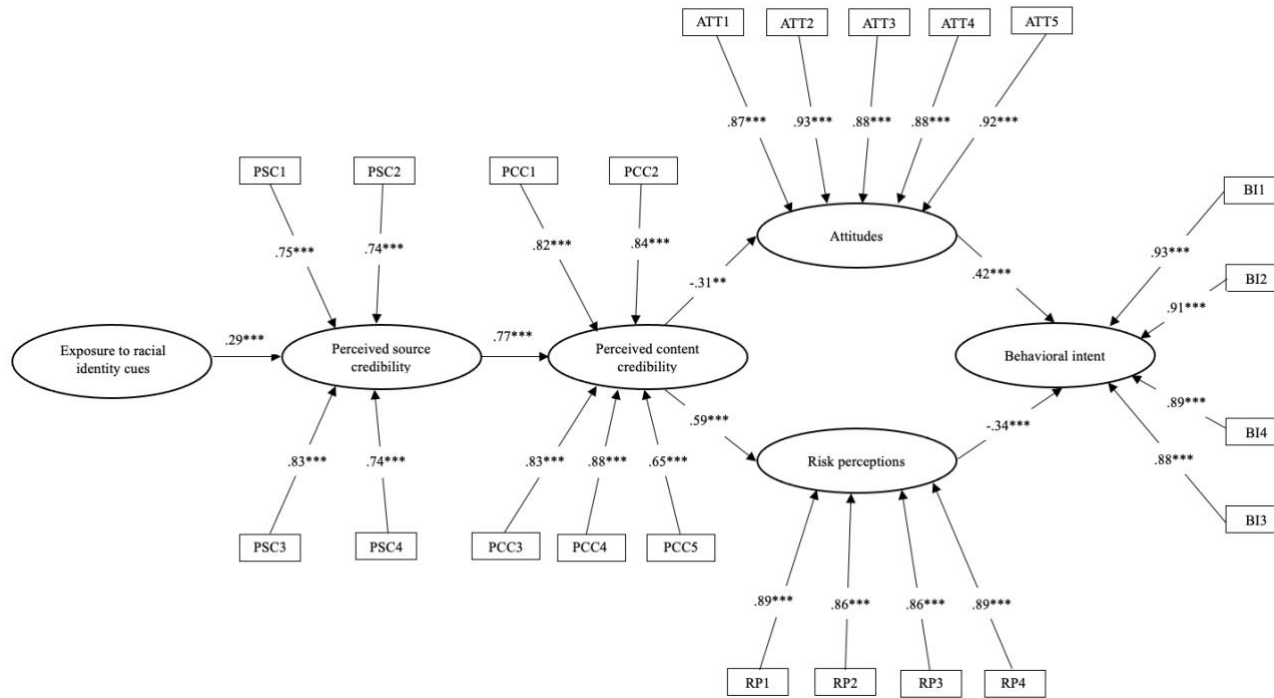 ATT1 ATT2 ATT3 ATT4 ATT5
.87*** .93*** .88*** .88*** .92***
PSC1 PSC2 PCC1 PCC2
BI1
Attitudes
.75*** .74*** .82*** .84*** .93***
-.31** .42*** BI2
.91***
.29*** .77***
Exposure to racial
identity cues
Perceived source
credibility
Perceived content
credibility
Behavioral intent
.59*** -.34*** .89*** BI4
.83*** .74*** .83*** .88*** .65*** Risk perceptions .88***
PSC3 PSC4 PCC3 PCC4 PCC5 BI3
.89*** .86*** .86*** .89***
RP1 RP2 RP3 RP4